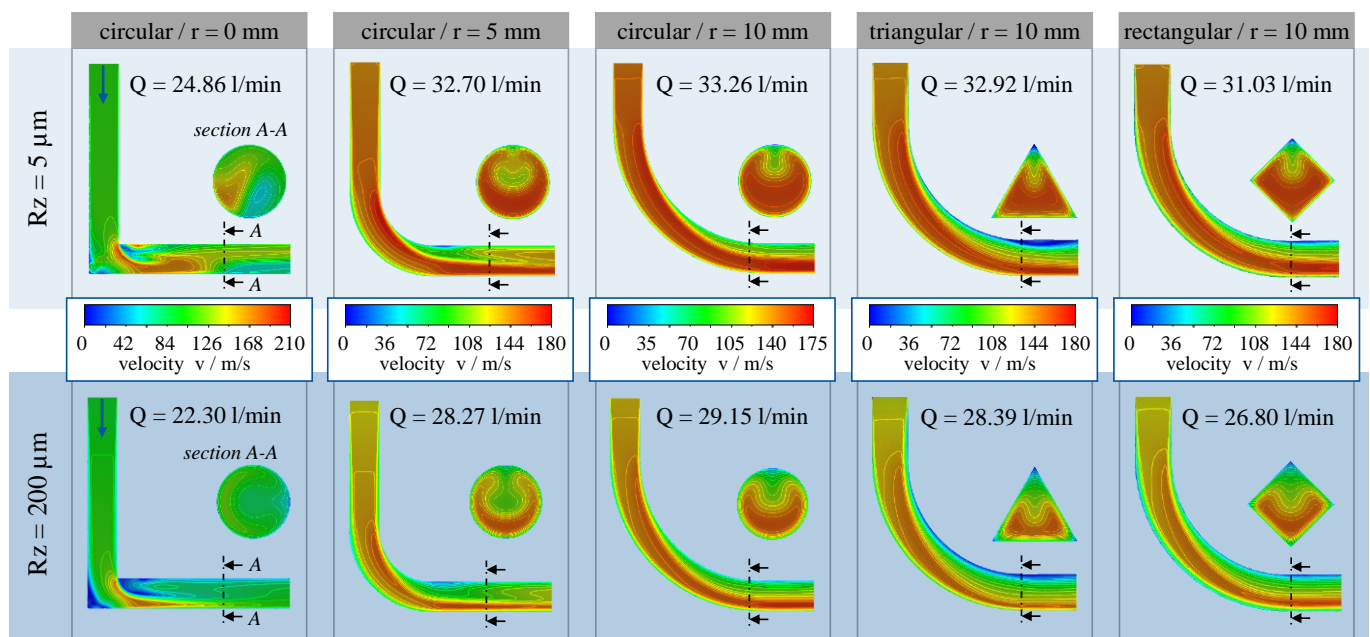 circular / r = 0 mm
circular / r = 5 mm
circular / r = 10 mm
triangular / r = 10 mm
rectangular / r = 10 mm
Rz = 5 µm
Q = 24.86 l/min
section A-A
A
A
Q = 32.70 l/min
Q = 33.26 l/min
Q = 32.92 l/min
Q = 31.03 l/min
0 42 84 126 168 210
velocity v / m/s
0 36 72 108 144 180
velocity v / m/s
0 35 70 105 142 175
velocity v / m/s
0 36 72 108 144 180
velocity v / m/s
0 36 72 108 144 180
velocity v / m/s
Rz = 200 µm
Q = 22.30 l/min
section A-A
A
A
Q = 28.27 l/min
Q = 29.15 l/min
Q = 28.39 l/min
Q = 26.80 l/min